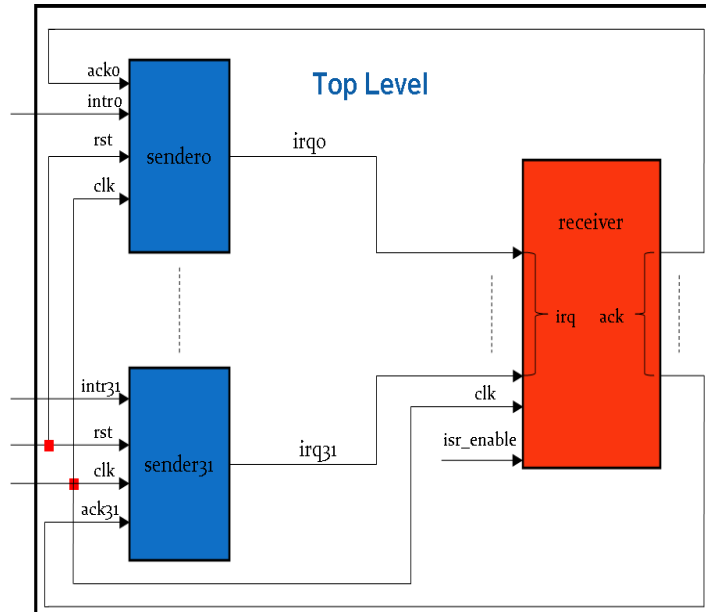 Top Level
ack0
intr0
rst
clk
sender0
irq0
receiver
irq
ack
intr31
rst
clk
ack31
sender31
irq31
clk
isr_enable